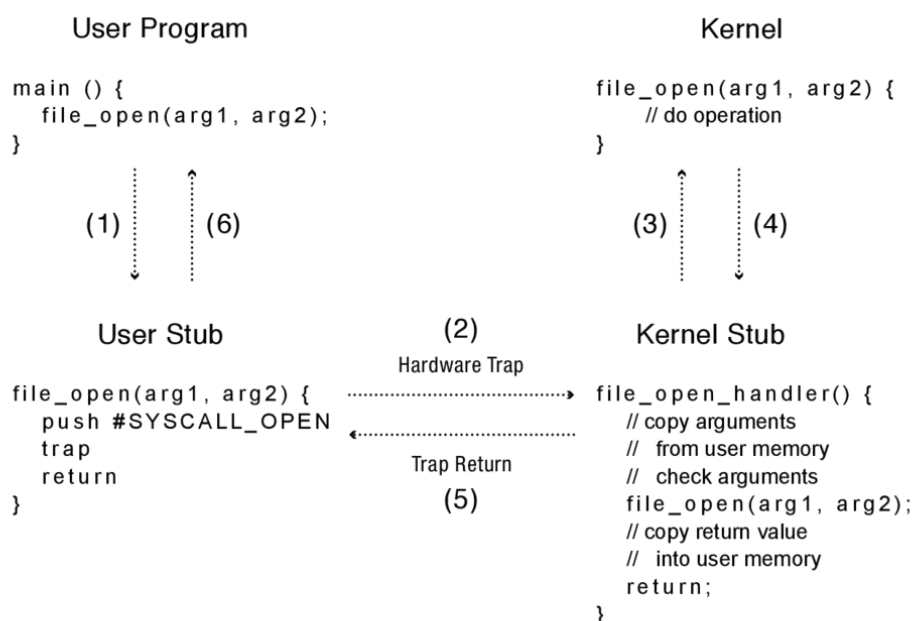 User Program
main () {
file_open(arg1, arg2);
}
(1)
(6)
Kernel
file_open(arg1, arg2) {
// do operation
}
(3)
(4)
User Stub
file_open(arg1, arg2) {
push #SYSCALL_OPEN
trap
return
}
(2)
Hardware Trap
Trap Return
(5)
Kernel Stub
file_open_handler() {
// copy arguments
// from user memory
// check arguments
file_open(arg1, arg2);
// copy return value
// into user memory
return;
}